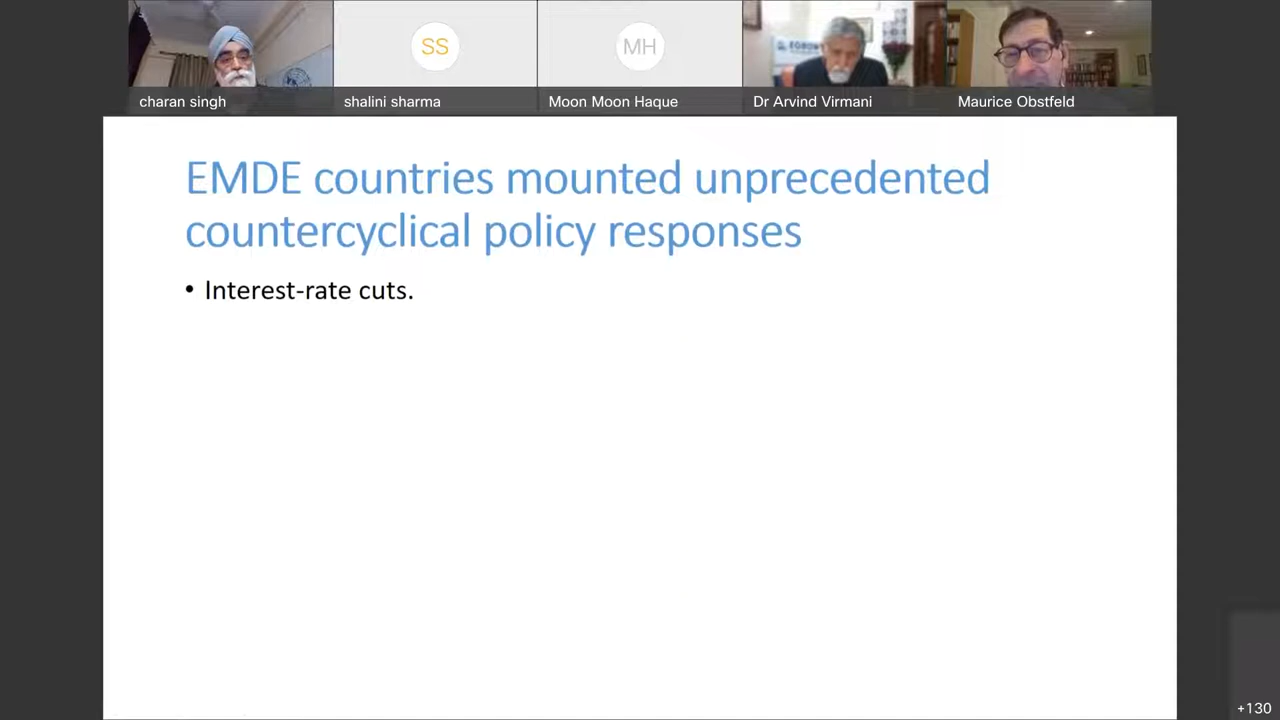 SS
MH
EGROW
charan singh
shalini sharma
Moon Moon Haque
Dr Arvind Virmani
Maurice Obstfeld
EMDE countries mounted unprecedented
countercyclical policy responses
• Interest-rate cuts.
+130